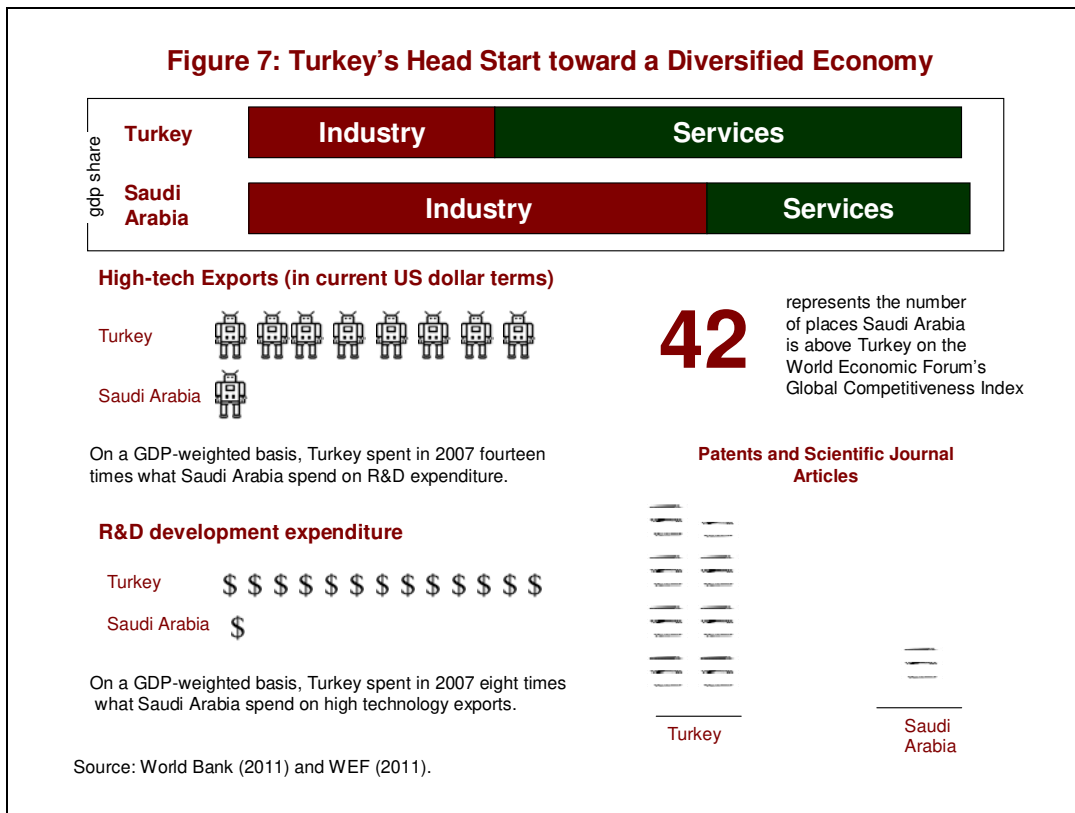 Figure 7: Turkey's Head Start toward a Diversified Economy
gdp share
Turkey
Industry
Services
Saudi
Arabia
Industry
Services
High-tech Exports (in current US dollar terms)
Turkey
Saudi Arabia
42
represents the number
of places Saudi Arabia
is above Turkey on the
World Economic Forum's
Global Competitiveness Index
On a GDP-weighted basis, Turkey spent in 2007 fourteen
times what Saudi Arabia spend on R&D expenditure.
R&D development expenditure
Turkey $ $ $ $ $ $ $ $ $ $ $ $ $
Saudi Arabia $
On a GDP-weighted basis, Turkey spent in 2007 eight times
what Saudi Arabia spend on high technology exports.
Patents and Scientific Journal
Articles
Turkey
Saudi
Arabia
Source: World Bank (2011) and WEF (2011).